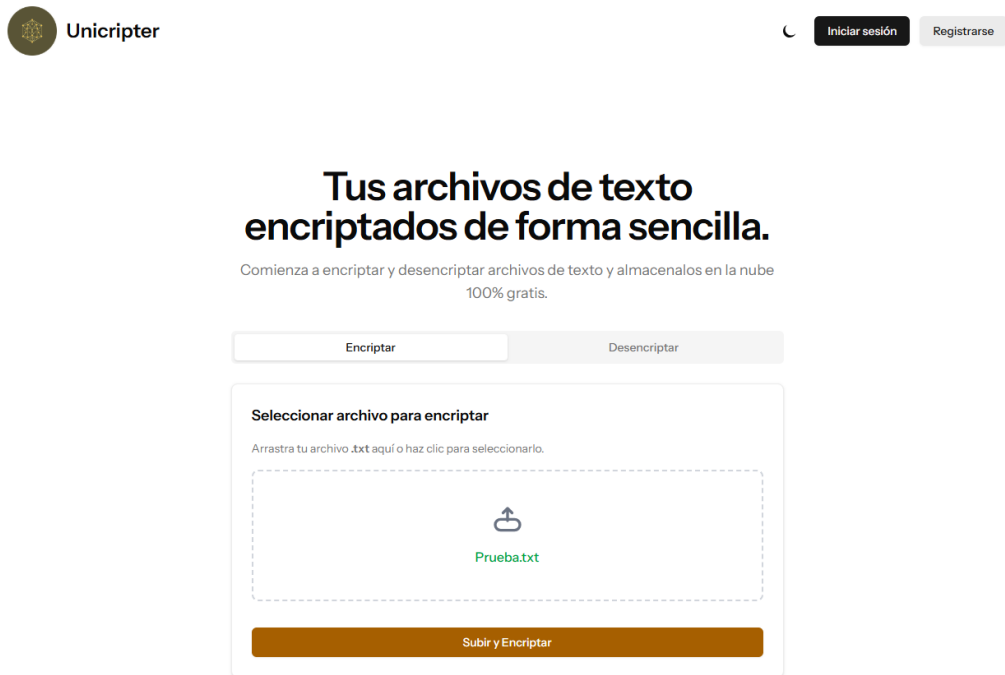 Unicripter
Iniciar sesión
Registrarse
Tus archivos de texto
encriptados de forma sencilla.
Comienza a encriptar y desencriptar archivos de texto y almacenalos en la nube
100% gratis.
Encriptar
Desencriptar
Seleccionar archivo para encriptar
Arrastra tu archivo .txt aquí o haz clic para seleccionarlo.
Prueba.txt
Subir y Encriptar